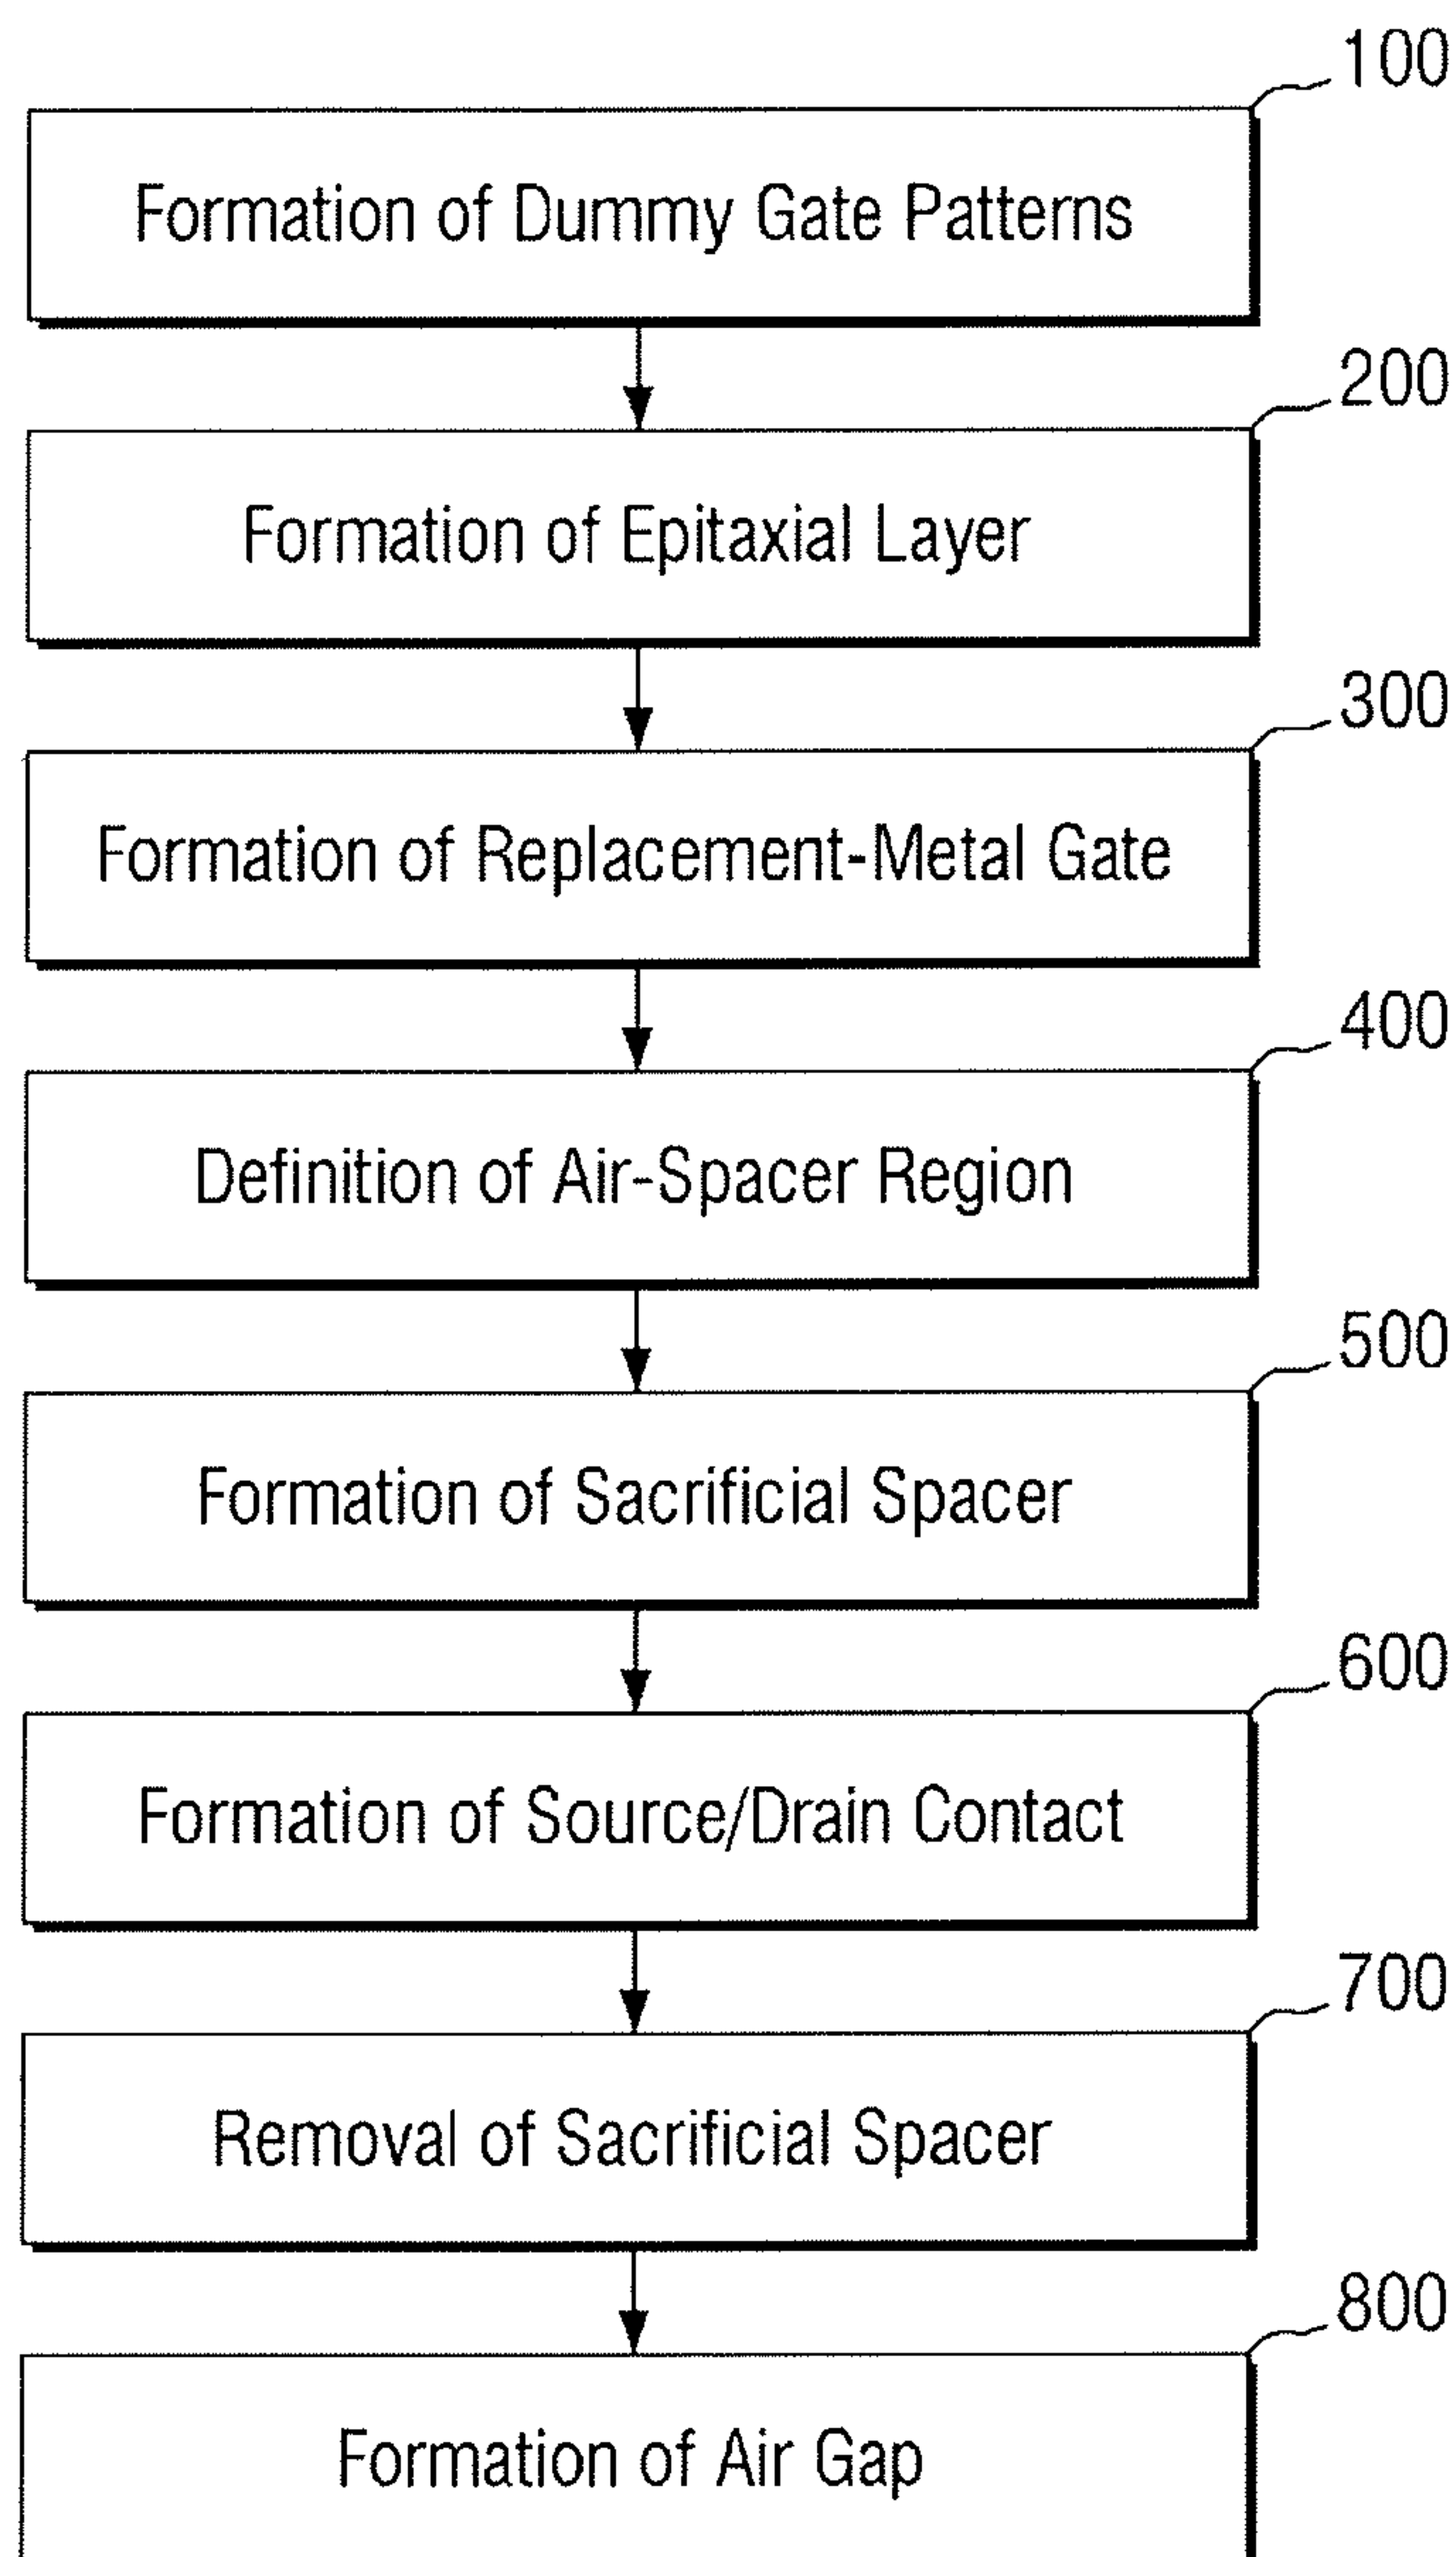 100
Formation of Dummy Gate Patterns
200
Formation of Epitaxial Layer
300
Formation of Replacement-Metal Gate
400
Definition of Air-Spacer Region
500
Formation of Sacrificial Spacer
600
Formation of Source/Drain Contact
700
Removal of Sacrificial Spacer
800
Formation of Air Gap